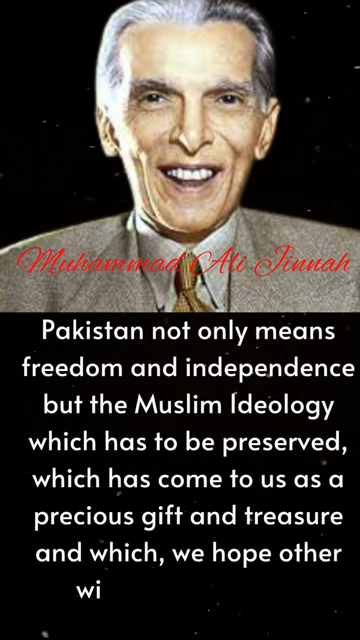 Muhammad Ali Jinnah
Pakistan not only means
freedom and independence
but the Muslim Ideology
which has to be preserved,
which has come to us as a
precious gift and treasure
and which, we hope other
wi